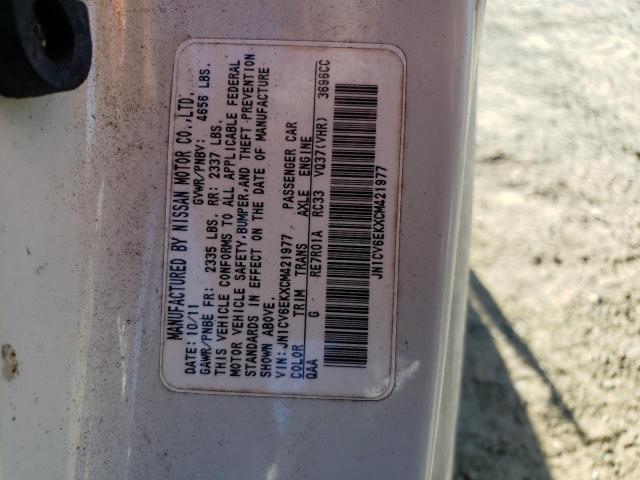 MANUFACTURED BY NISSAN MOTOR CO.,LTD.
DATE: 10/11 GVWR/PNBV: 4656 LBS.
GAWR/PNBE FR: 2335 LBS. RR: 2337 LBS.
THIS VEHICLE CONFORMS TO ALL APPLICABLE FEDERAL
MOTOR VEHICLE SAFETY,BUMPER,AND THEFT PREVENTION
STANDARDS IN EFFECT ON THE DATE OF MANUFACTURE
SHOWN ABOVE.
VIN: JN1CV6EKXCM421977 PASSENGER CAR
COLOR TRIM TRANS AXLE ENGINE
QAA G RE7R01A RC33 VQ37(VHR) 3696CC
JN1CV6EKXCM421977